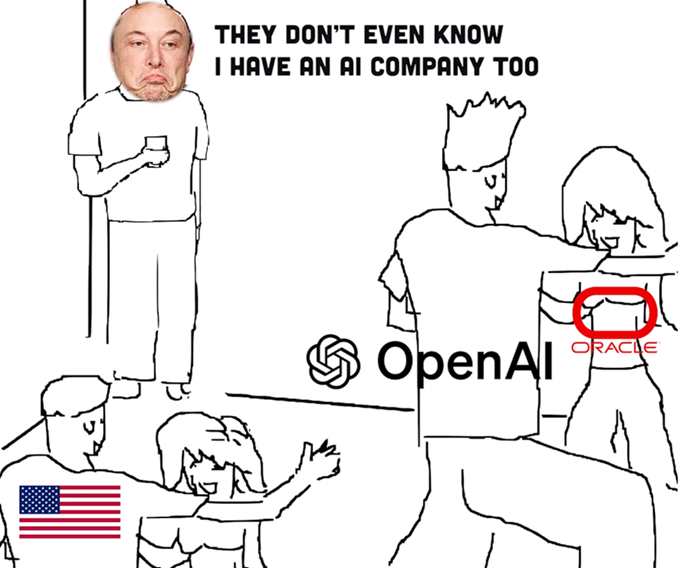 THEY DON'T EVEN KNOW
I HAVE AN AI COMPANY TOO
OpenAI
ORACLE